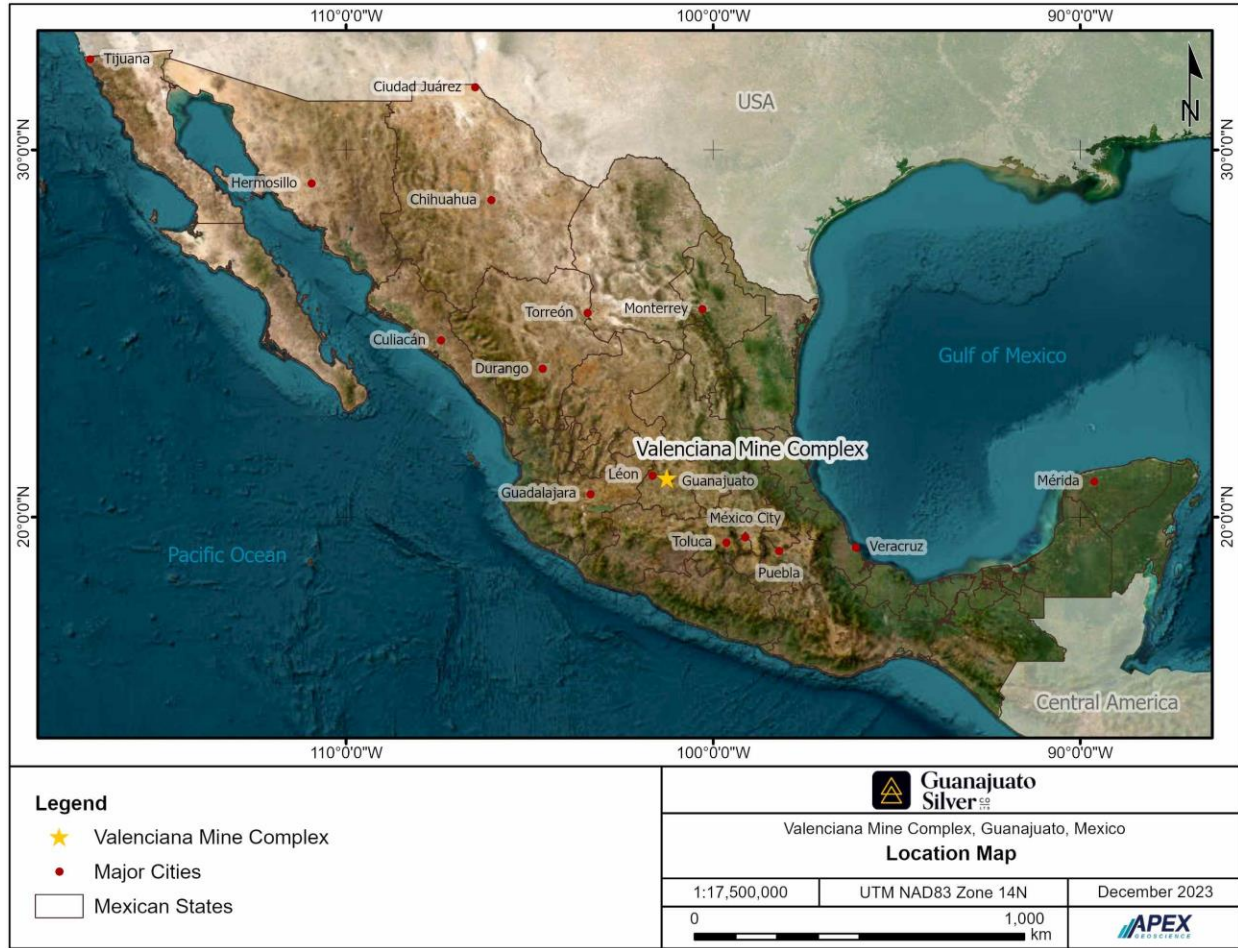 110°0'0"W
100°0'0"W
90°0'0"W
Tijuana
Ciudad Juárez
USA
N
30°0'0"N
30°0'0"N
Hermosillo
Chihuahua
Torreón
Monterrey
Culiacán
Gulf of Mexico
Durango
Valenciana Mine Complex
Léon
Guanajuato
Mérida
Guadalajara
México City
20°0'0"N
20°0'0"N
Toluca
Veracruz
Pacific Ocean
Puebla
Central America
110°0'0"W
100°0'0"W
90°0'0"W
Legend
Valenciana Mine Complex
Major Cities
Mexican States
Guanajuato
Silver CO
LTD
Valenciana Mine Complex, Guanajuato, Mexico
Location Map
1:17,500,000
UTM NAD83 Zone 14N
December 2023
0
1,000
km
APEX
GEOSCIENCE